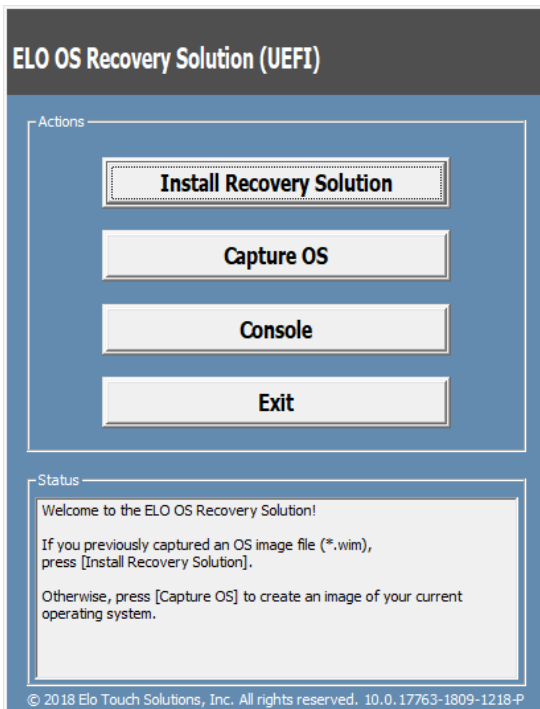 ELO OS Recovery Solution (UEFI)
Actions
Install Recovery Solution
Capture OS
Console
Exit
Status
Welcome to the ELO OS Recovery Solution!
If you previously captured an OS image file (*.wim),
press [Install Recovery Solution].
Otherwise, press [Capture OS] to create an image of your current
operating system.
© 2018 Elo Touch Solutions, Inc. All rights reserved. 10.0.17763-1809-1218-P